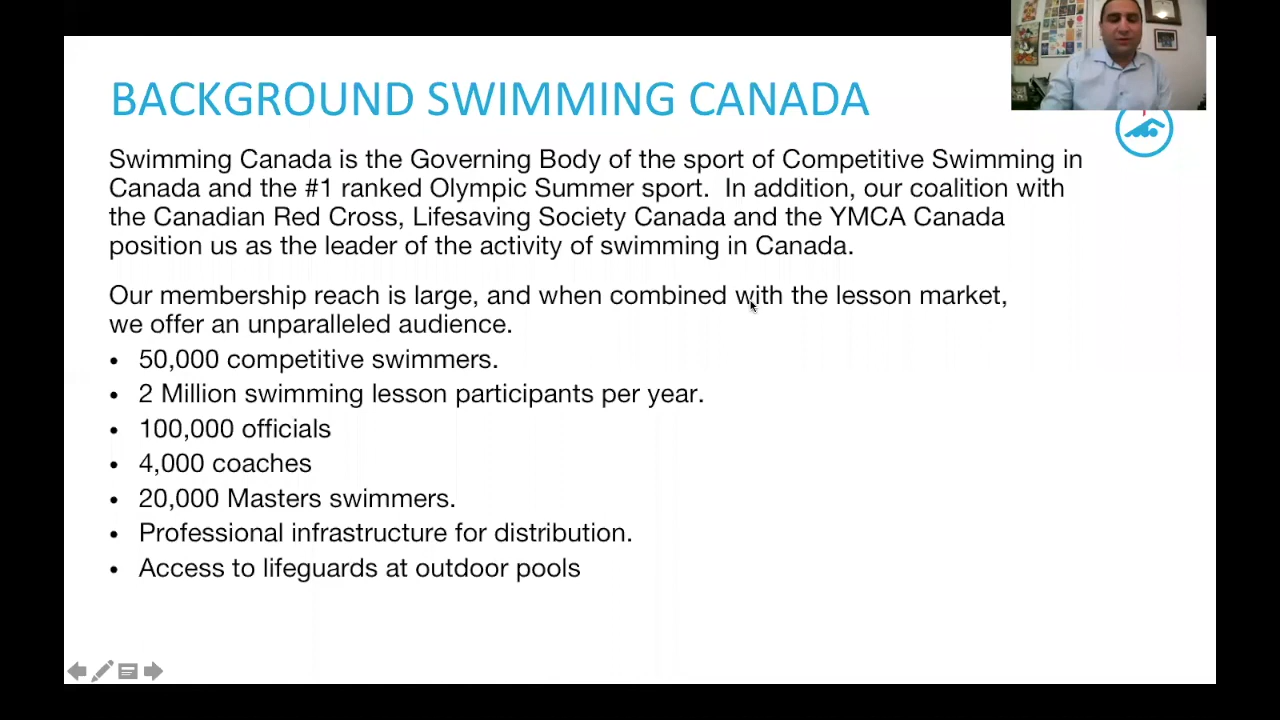 BACKGROUND SWIMMING CANADA
Swimming Canada is the Governing Body of the sport of Competitive Swimming in
Canada and the #1 ranked Olympic Summer sport.  In addition, our coalition with
the Canadian Red Cross, Lifesaving Society Canada and the YMCA Canada
position us as the leader of the activity of swimming in Canada.
Our membership reach is large, and when combined with the lesson market,
we offer an unparalleled audience.
• 50,000 competitive swimmers.
• 2 Million swimming lesson participants per year.
• 100,000 officials
• 4,000 coaches
• 20,000 Masters swimmers.
• Professional infrastructure for distribution.
• Access to lifeguards at outdoor pools